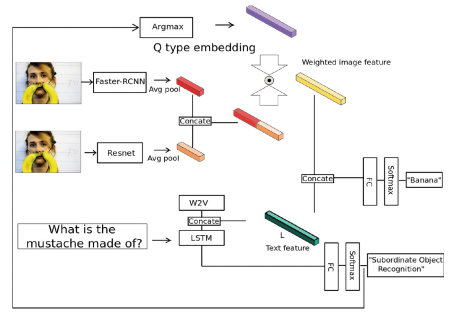 Argmax
Q type embedding
Weighted image feature
Faster-RCNN
Avg pool
Concate
Resnet
Avg pool
Concate
FC
Softmax
"Banana"
W2V
Concate
LSTM
What is the
mustache made of?
L
Text feature
FC
Softmax
"Subordinate Object
Recognition"